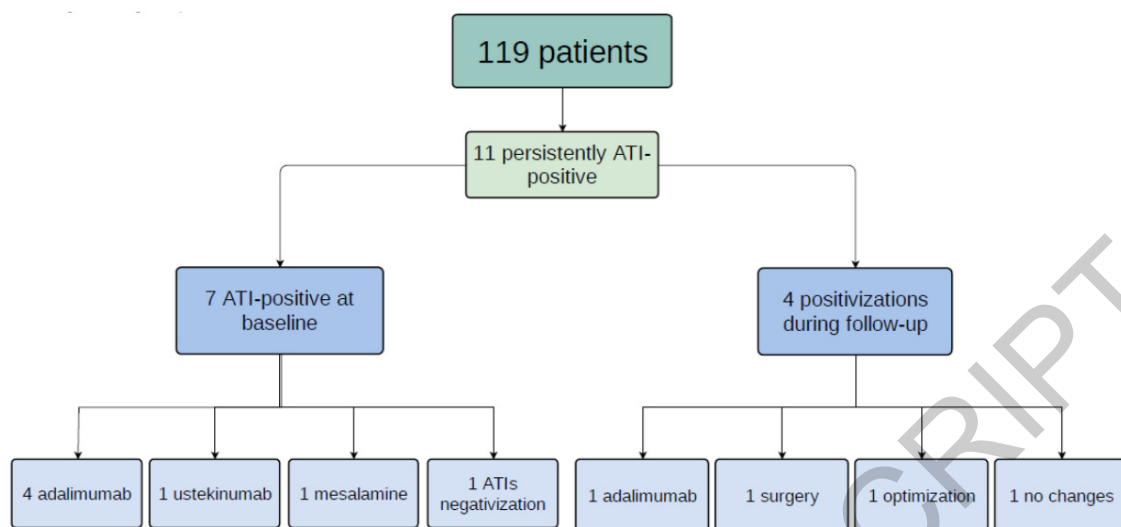 119 patients
11 persistently ATI-
positive
7 ATI-positive at
baseline
4 positivizations
during follow-up
4 adalimumab
1 ustekinumab
1 mesalamine
1 ATIs
negativization
1 adalimumab
1 surgery
1 optimization
1 no changes
CRIPT